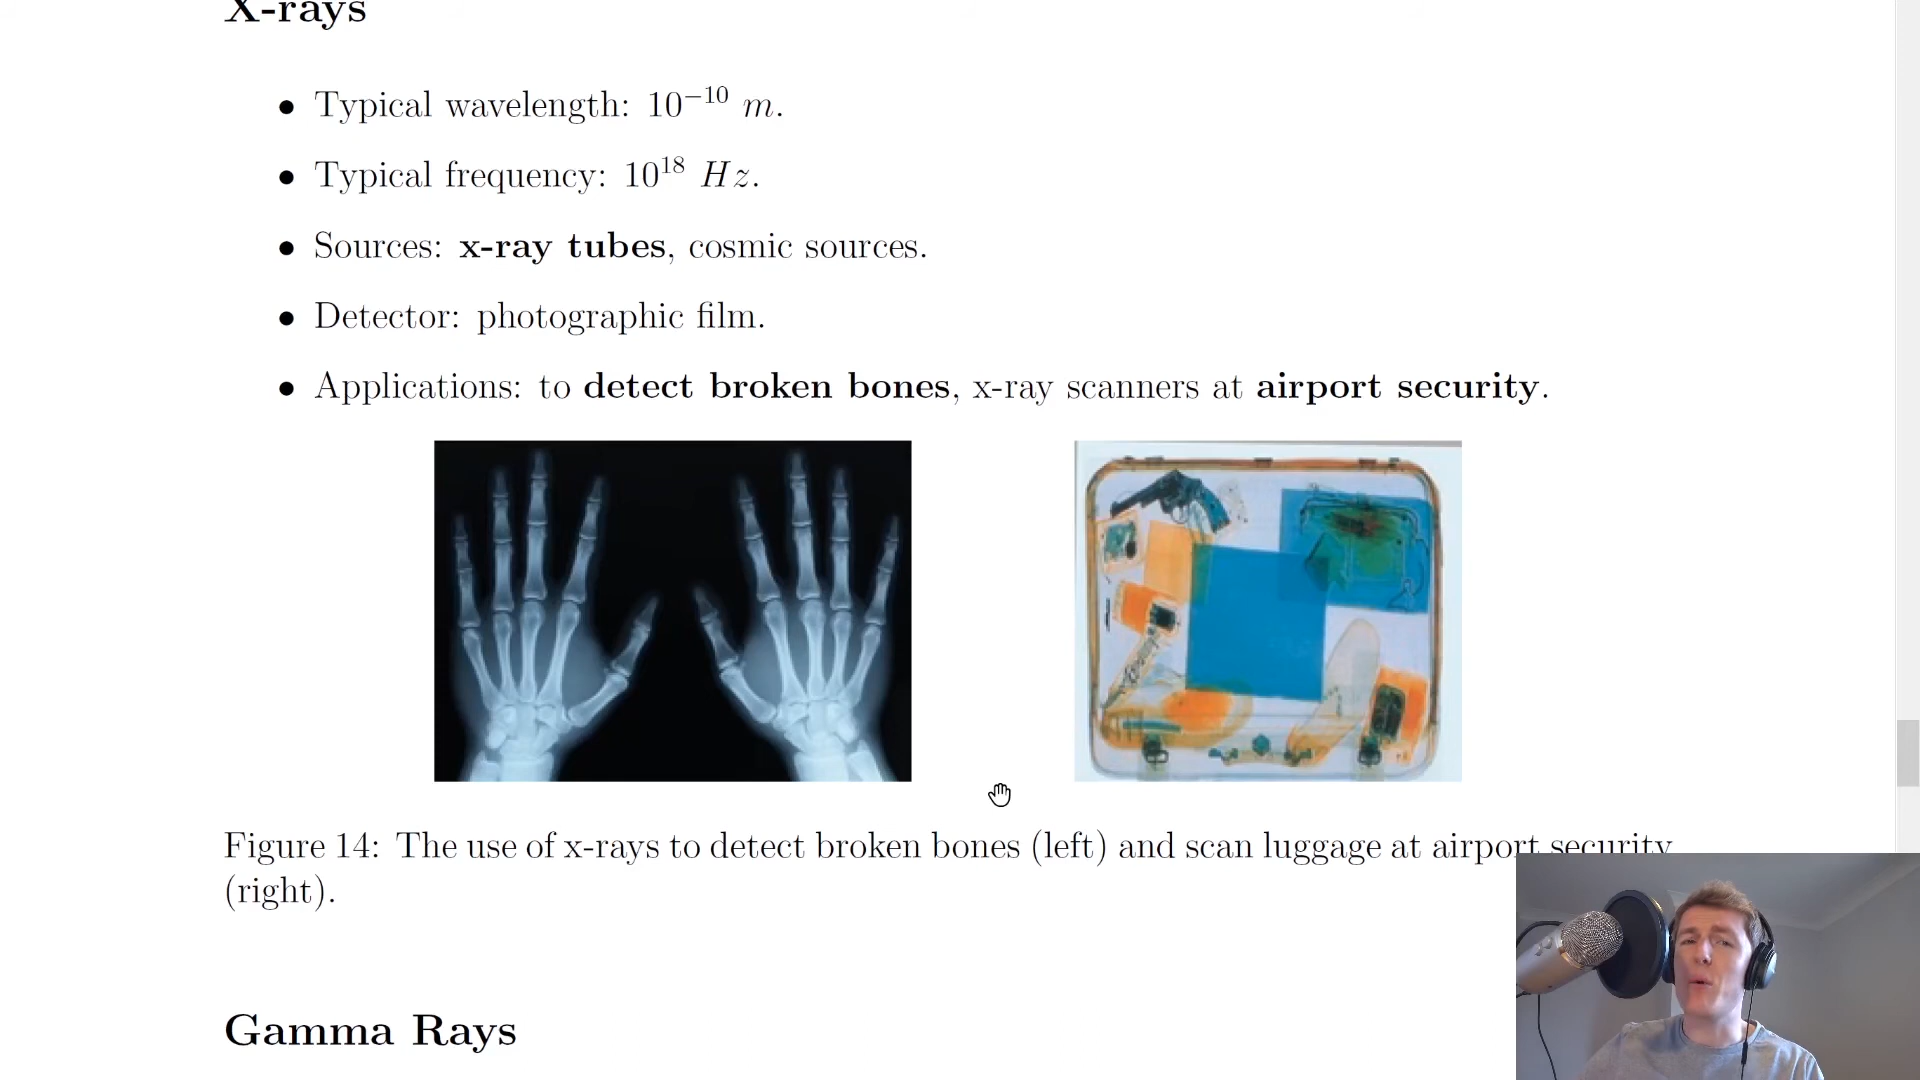 X-rays
• Typical wavelength: 10⁻¹⁰ m.
• Typical frequency: 10¹⁸ Hz.
• Sources: x-ray tubes, cosmic sources.
• Detector: photographic film.
• Applications: to detect broken bones, x-ray scanners at airport security.
Figure 14: The use of x-rays to detect broken bones (left) and scan luggage at airport security
(right).
Gamma Rays